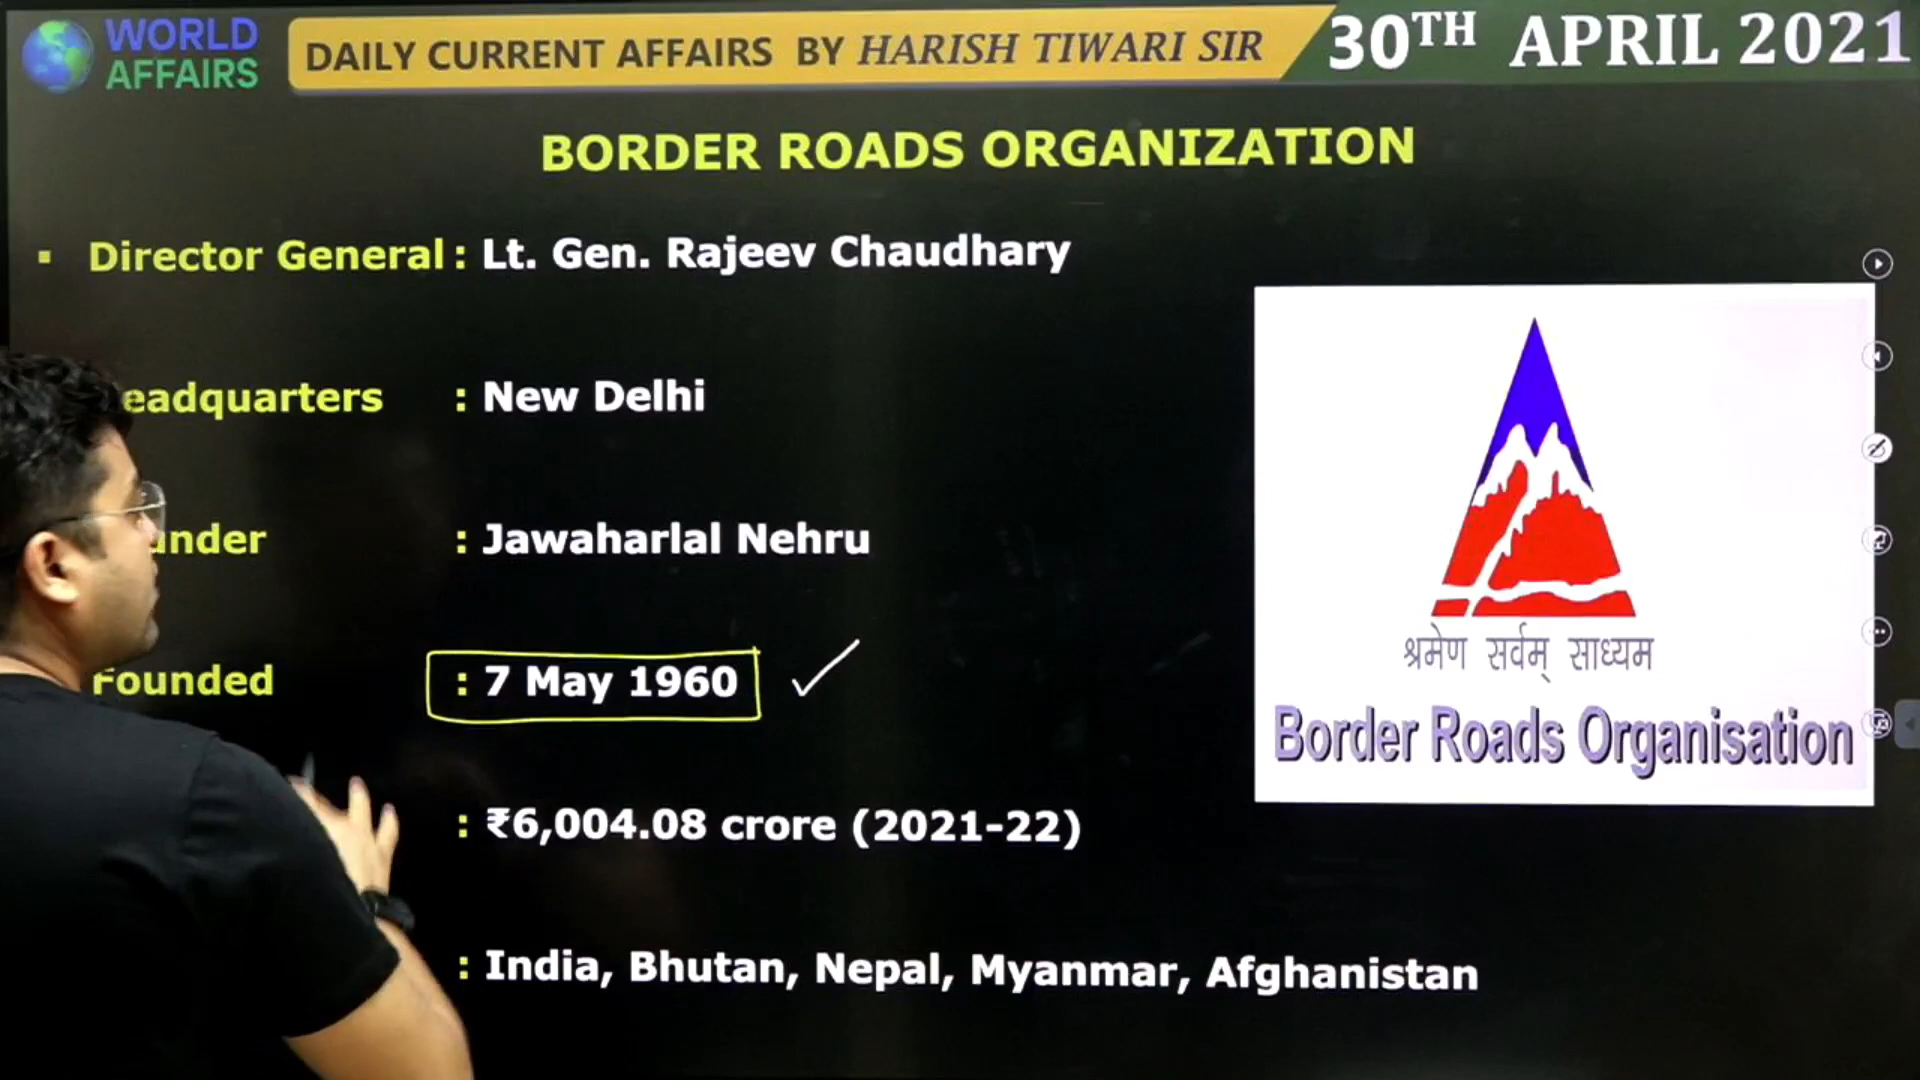 WORLD
AFFAIRS
DAILY CURRENT AFFAIRS BY HARISH TIWARI SIR
30TH APRIL 2021
BORDER ROADS ORGANIZATION
▪ Director General : Lt. Gen. Rajeev Chaudhary
eadquarters : New Delhi
under : Jawaharlal Nehru
Founded : 7 May 1960
: ₹6,004.08 crore (2021-22)
: India, Bhutan, Nepal, Myanmar, Afghanistan
श्रमेण सर्वम् साध्यम
Border Roads Organisation